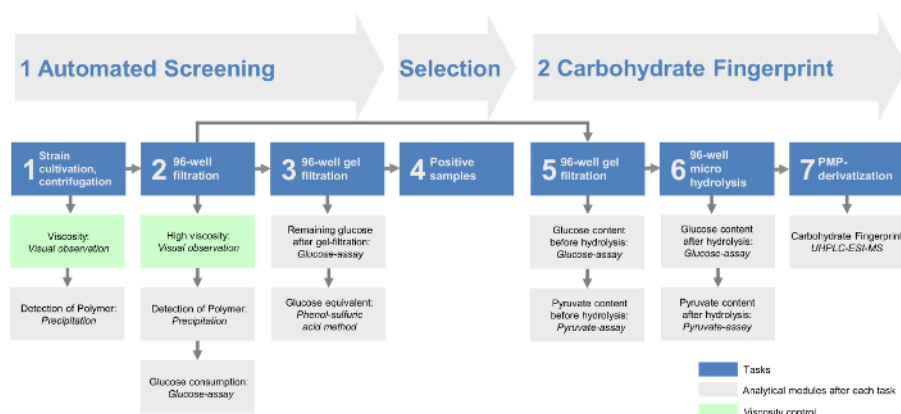 1 Automated Screening
Selection
2 Carbohydrate Fingerprint
1 Strain
cultivation,
centrifugation
2 96-well
filtration
3 96-well gel
filtration
4 Positive
samples
5 96-well gel
filtration
6 96-well
micro
hydrolysis
7 PMP-
derivatization
Viscosity:
Visual observation
High viscosity:
Visual observation
Remaining glucose
after gel-filtration:
Glucose-assay
Glucose content
before hydrolysis:
Glucose-assay
Glucose content
after hydrolysis:
Glucose-assay
Carbohydrate Fingerprint
UHPLC-ESI-MS
Detection of Polymer:
Precipitation
Detection of Polymer:
Precipitation
Glucose equivalent:
Phenol-sulfuric
acid method
Pyruvate content
before hydrolysis:
Pyruvate-assay
Pyruvate content
after hydrolysis:
Pyruvate-assay
Glucose consumption:
Glucose-assay
Tasks
Analytical modules after each task
Viscosity control